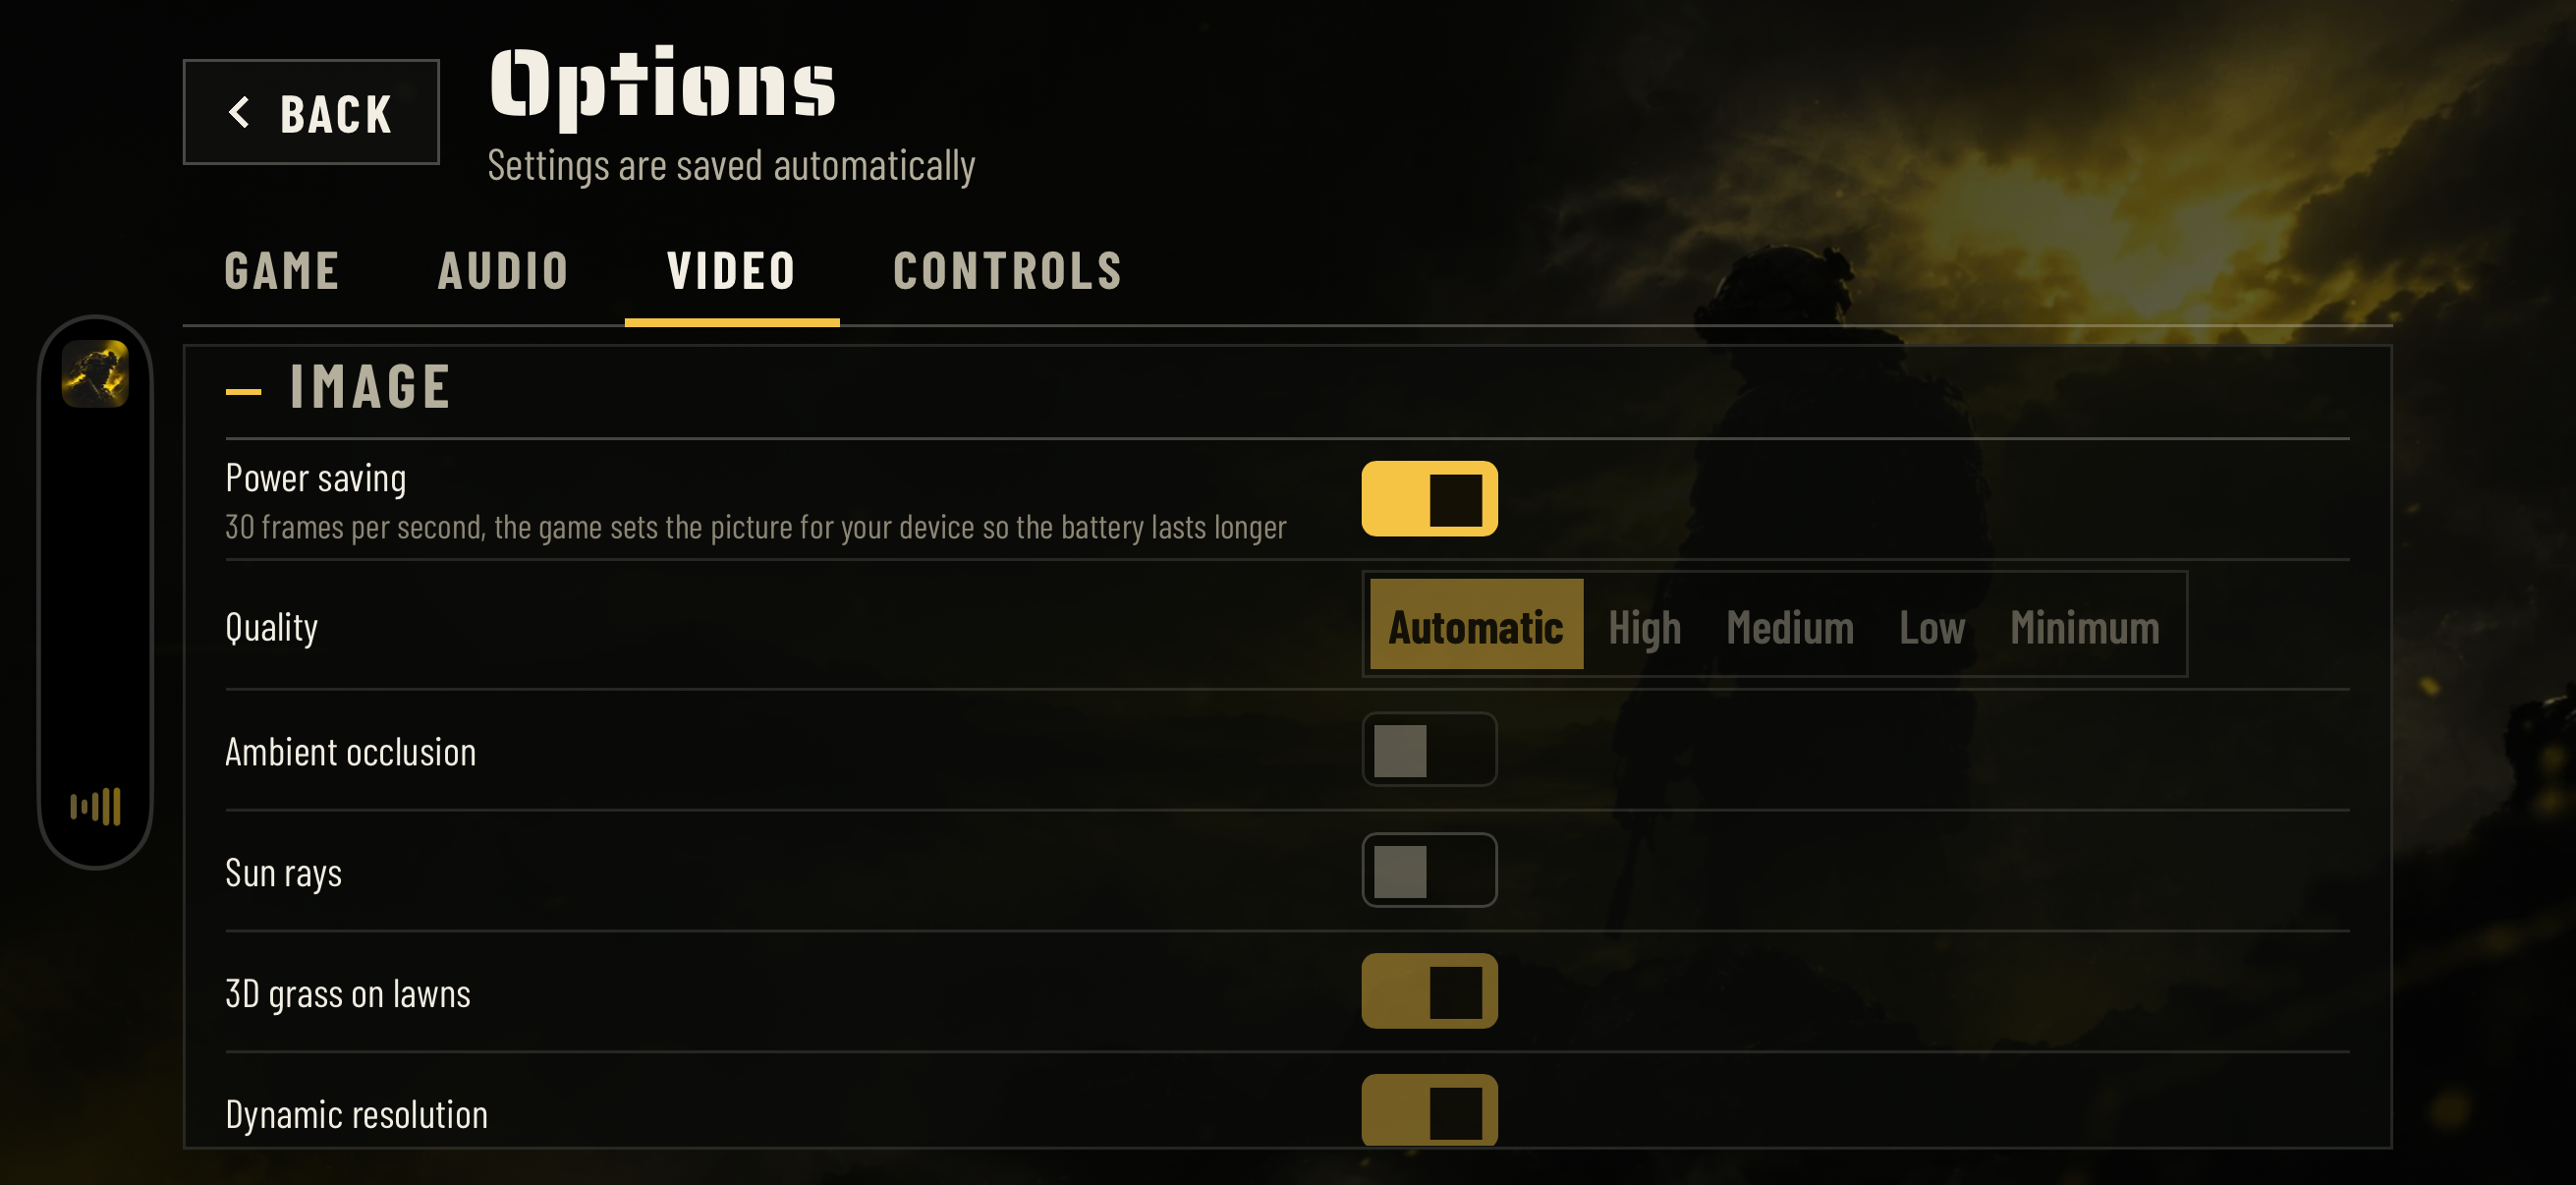 BACK
Options
Settings are saved automatically
GAME AUDIO VIDEO CONTROLS
IMAGE
Power saving
30 frames per second, the game sets the picture for your device so the battery lasts longer
Quality Automatic High Medium Low Minimum
Ambient occlusion
Sun rays
3D grass on lawns
Dynamic resolution